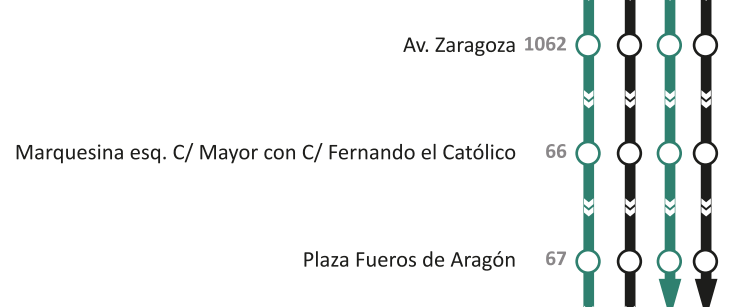 Av. Zaragoza 1062
Marquesina esq. C/ Mayor con C/ Fernando el Católico 66
Plaza Fueros de Aragón 67